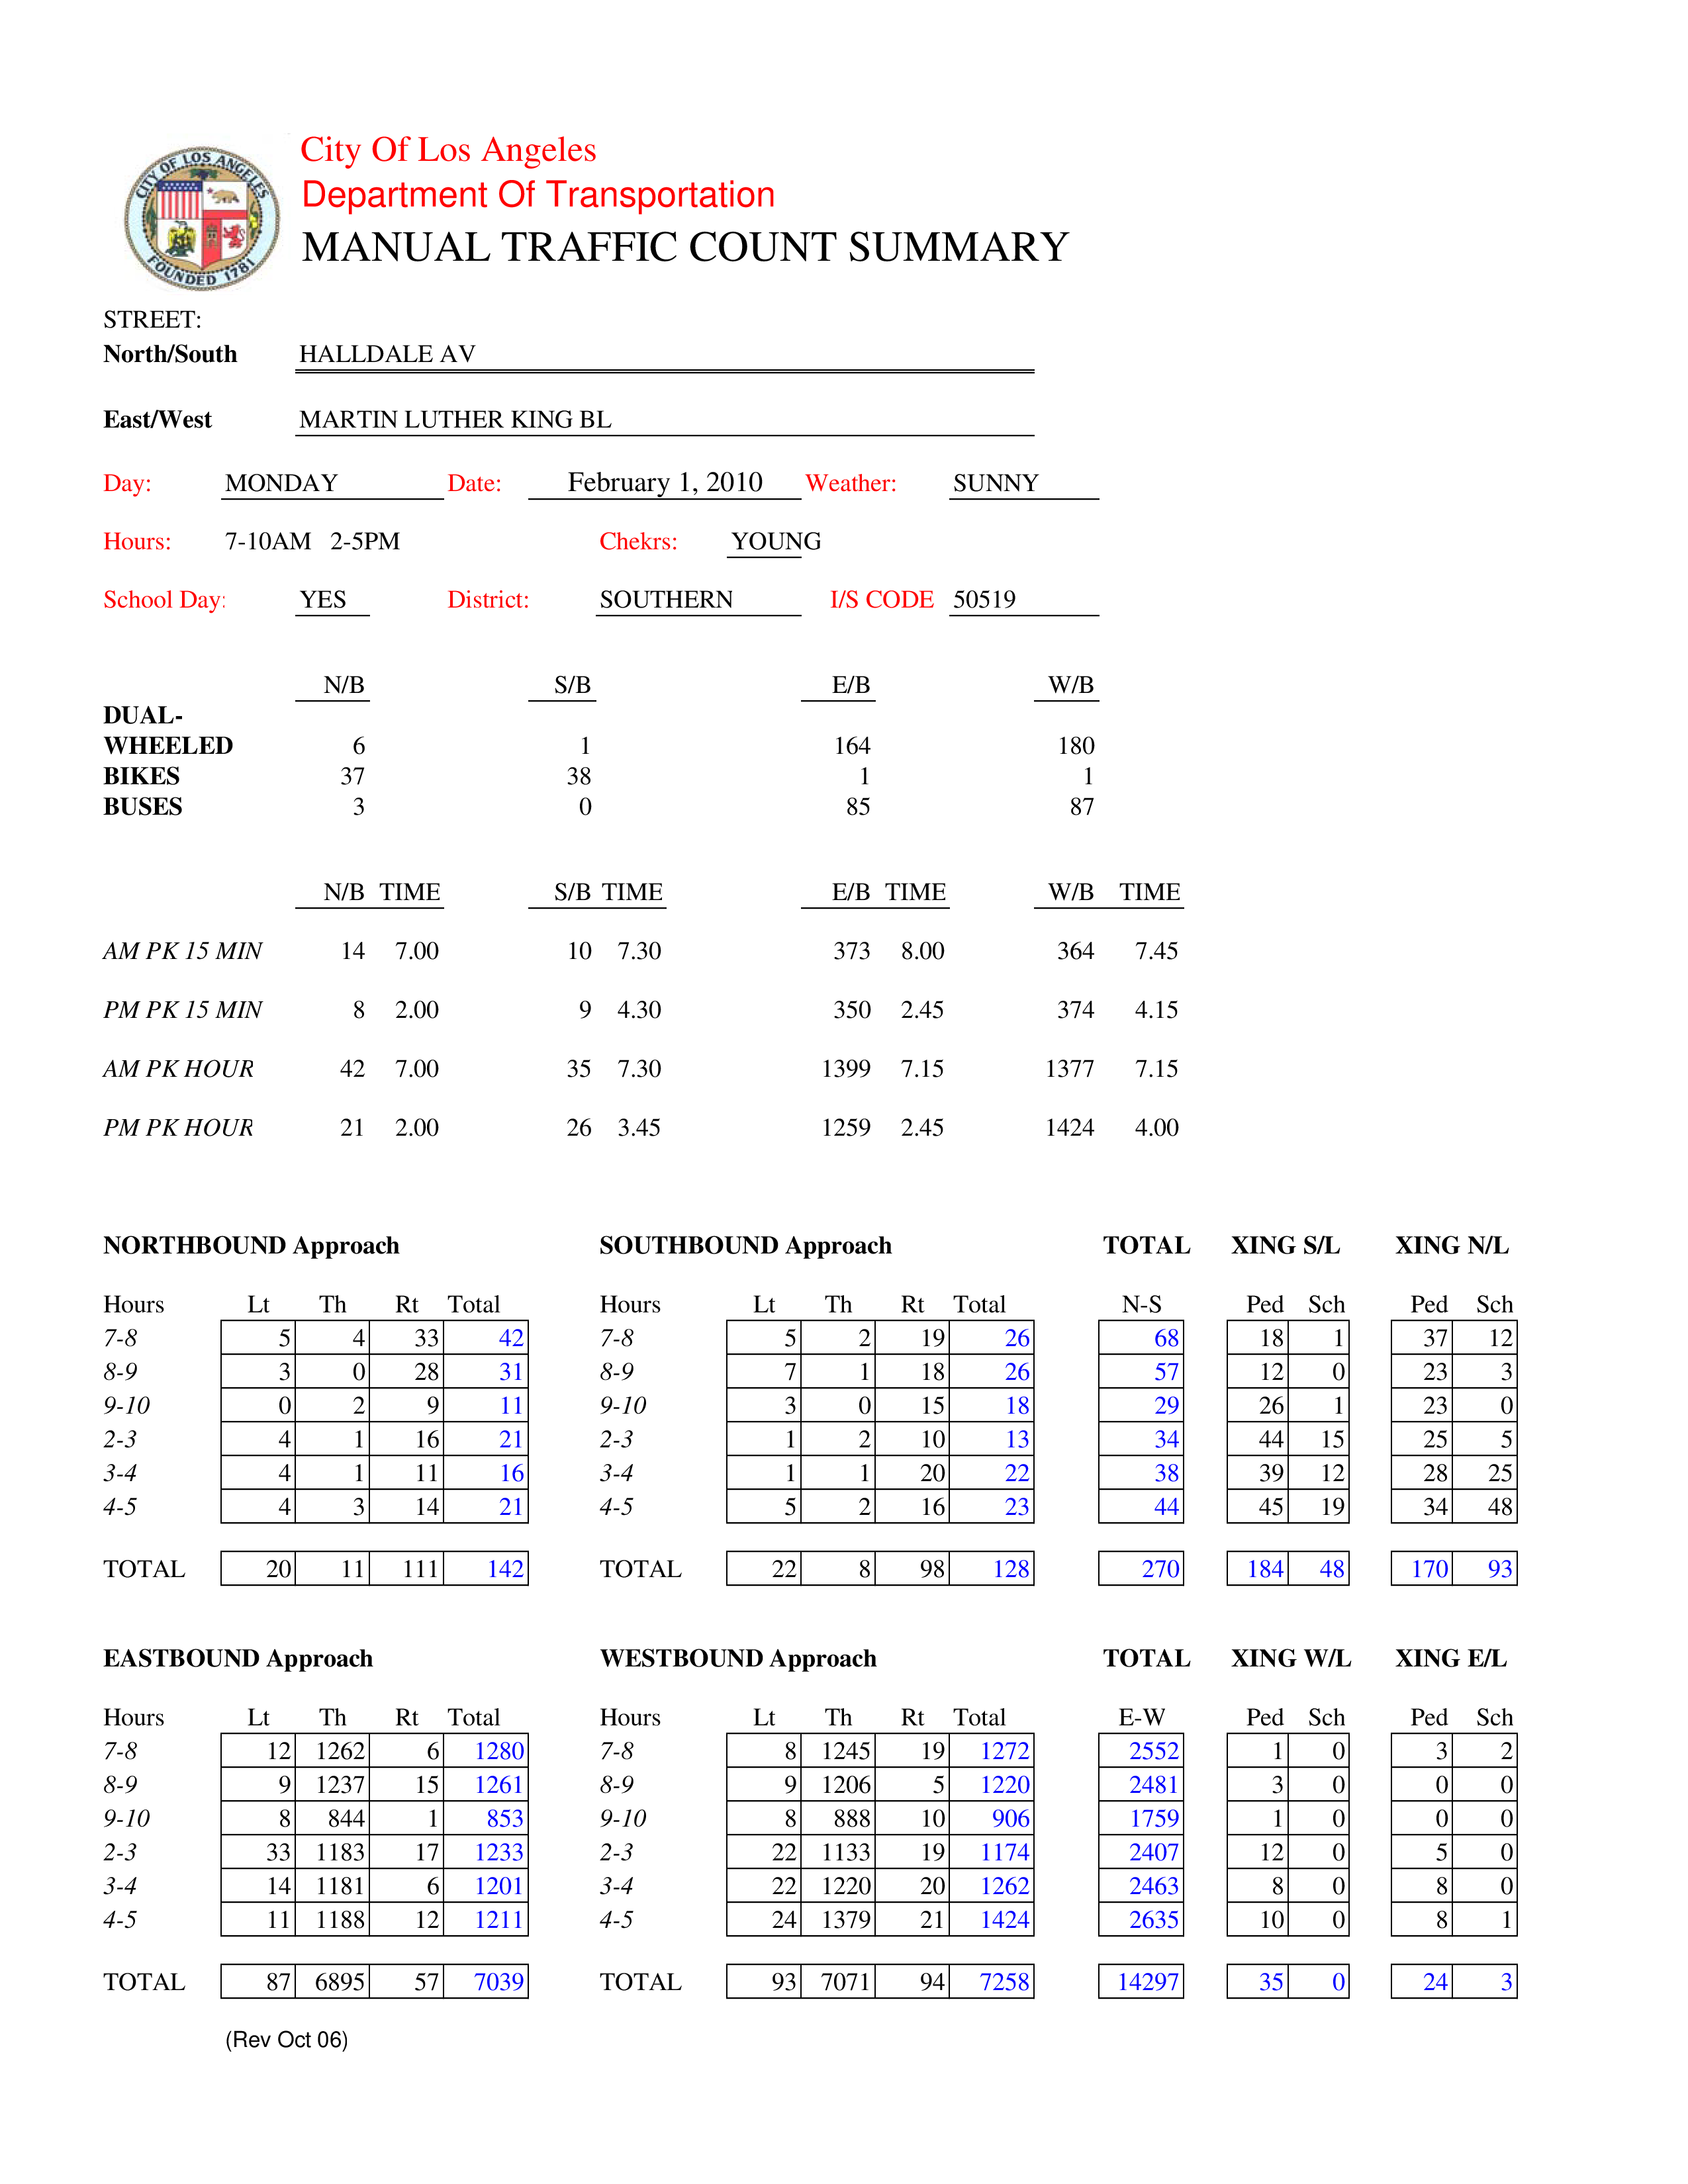 CITY OF LOS ANGELES
FOUNDED 1781
City Of Los Angeles
Department Of Transportation
MANUAL TRAFFIC COUNT SUMMARY
STREET:
North/South HALLDALE AV
East/West MARTIN LUTHER KING BL
Day: MONDAY Date: February 1, 2010 Weather: SUNNY
Hours: 7-10AM 2-5PM Chekrs: YOUNG
School Day: YES District: SOUTHERN I/S CODE 50519
N/B S/B E/B W/B
DUAL-
WHEELED 6 1 164 180
BIKES 37 38 1 1
BUSES 3 0 85 87
N/B TIME S/B TIME E/B TIME W/B TIME
AM PK 15 MIN 14 7.00 10 7.30 373 8.00 364 7.45
PM PK 15 MIN 8 2.00 9 4.30 350 2.45 374 4.15
AM PK HOUR 42 7.00 35 7.30 1399 7.15 1377 7.15
PM PK HOUR 21 2.00 26 3.45 1259 2.45 1424 4.00
NORTHBOUND Approach SOUTHBOUND Approach TOTAL XING S/L XING N/L
Hours Lt Th Rt Total Hours Lt Th Rt Total N-S Ped Sch Ped Sch
7-8 5 4 33 42 7-8 5 2 19 26 68 18 1 37 12
8-9 3 0 28 31 8-9 7 1 18 26 57 12 0 23 3
9-10 0 2 9 11 9-10 3 0 15 18 29 26 1 23 0
2-3 4 1 16 21 2-3 1 2 10 13 34 44 15 25 5
3-4 4 1 11 16 3-4 1 1 20 22 38 39 12 28 25
4-5 4 3 14 21 4-5 5 2 16 23 44 45 19 34 48
TOTAL 20 11 111 142 TOTAL 22 8 98 128 270 184 48 170 93
EASTBOUND Approach WESTBOUND Approach TOTAL XING W/L XING E/L
Hours Lt Th Rt Total Hours Lt Th Rt Total E-W Ped Sch Ped Sch
7-8 12 1262 6 1280 7-8 8 1245 19 1272 2552 1 0 3 2
8-9 9 1237 15 1261 8-9 9 1206 5 1220 2481 3 0 0 0
9-10 8 844 1 853 9-10 8 888 10 906 1759 1 0 0 0
2-3 33 1183 17 1233 2-3 22 1133 19 1174 2407 12 0 5 0
3-4 14 1181 6 1201 3-4 22 1220 20 1262 2463 8 0 8 0
4-5 11 1188 12 1211 4-5 24 1379 21 1424 2635 10 0 8 1
TOTAL 87 6895 57 7039 TOTAL 93 7071 94 7258 14297 35 0 24 3
(Rev Oct 06)